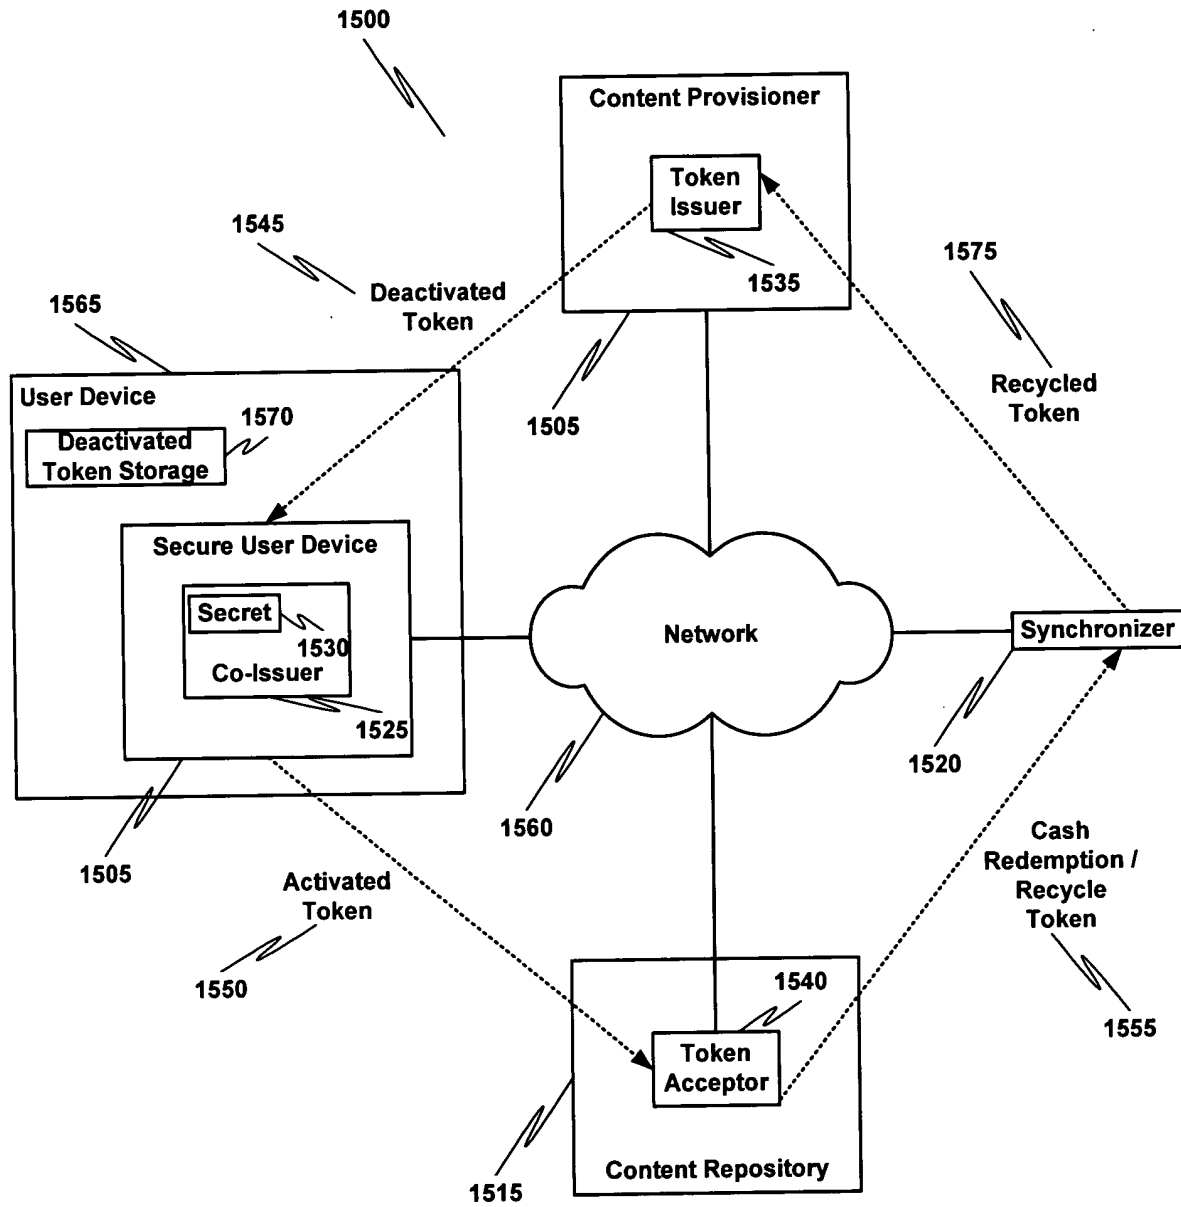 1500
Content Provisioner
Token
Issuer
1535
1545
Deactivated
Token
1575
Recycled
Token
1565
User Device
1570
Deactivated
Token Storage
1505
Secure User Device
Secret
1530
Co-Issuer
1525
Network
Synchronizer
1520
1560
1505
Activated
Token
1550
Cash
Redemption /
Recycle
Token
1555
1540
Token
Acceptor
Content Repository
1515